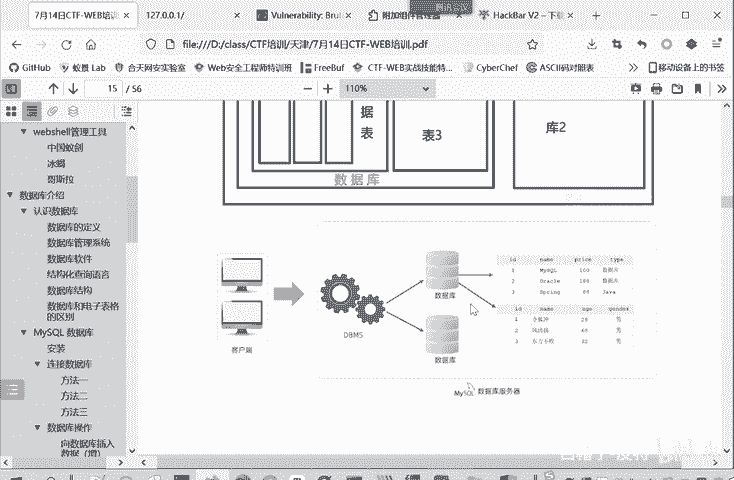 腾讯会议
7月14日CTF-WEB培训
127.0.0.1/
Vulnerability: Brut
附加组件管理器
HackBar V2 – 下载
file:///D:/class/CTF培训/天津/7月14日CTF-WEB培训.pdf
GitHub
蚁景 Lab
合天网安实验室
Web安全工程师特训班
FreeBuf
CTF-WEB实战技能特...
CyberChef
ASCII码对照表
移动设备上的书签
15 / 56
110%
webshell管理工具
中国蚁剑
冰蝎
哥斯拉
数据库介绍
认识数据库
数据库的定义
数据库管理系统
数据库软件
结构化查询语言
数据库结构
数据库和电子表格的区别
MySQL 数据库
安装
连接数据库
方法一
方法二
方法三
数据库操作
向数据库插入数据（增）
据表
表3
库2
数据库
客户端
DBMS
数据库
数据库
id name price type
1 MySQL 100 数据库
2 Oracle 188 数据库
3 Spring 88 Java
id name age gender
1 令狐冲 28 男
2 风清扬 68 男
3 东方不败 32 男
MySQL 数据库服务器